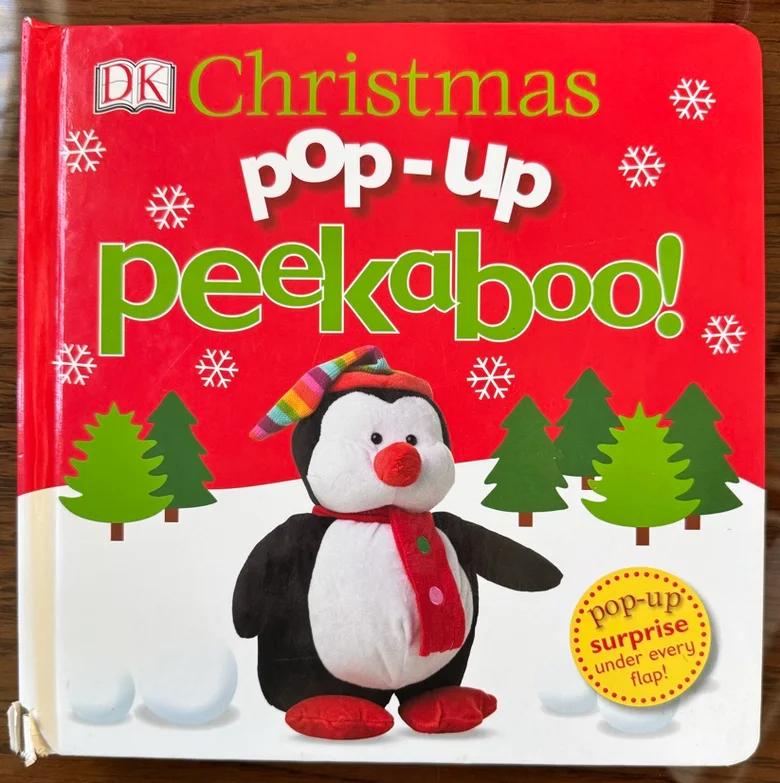 DK Christmas
pop-up
peekaboo!
pop-up
surprise
under every
flap!